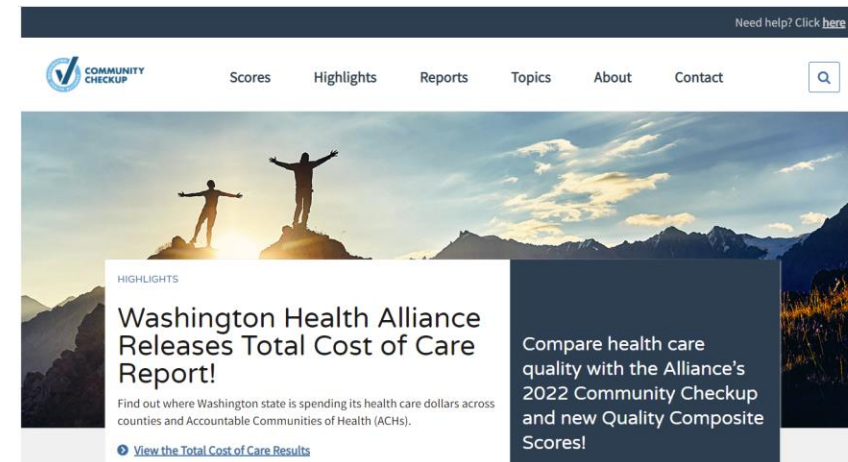 Need help? Click here
COMMUNITY
CHECKUP
Scores Highlights Reports Topics About Contact
HIGHLIGHTS
Washington Health Alliance
Releases Total Cost of Care
Report!
Find out where Washington state is spending its health care dollars across
counties and Accountable Communities of Health (ACHs).
View the Total Cost of Care Results
Compare health care
quality with the Alliance's
2022 Community Checkup
and new Quality Composite
Scores!